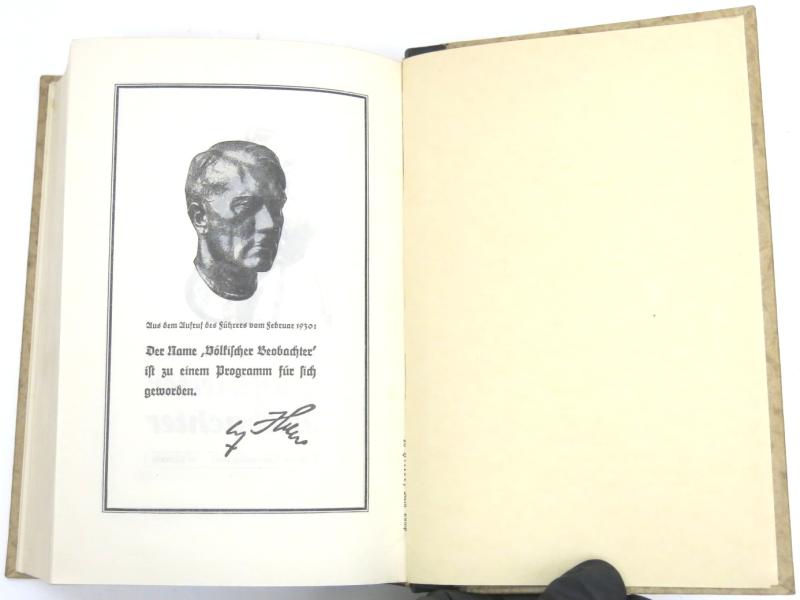 Aus dem Aufruf des Führers vom Februar 1930:
Der Name ‚Völkischer Beobachter’
ist zu einem Programm für sich
geworden.